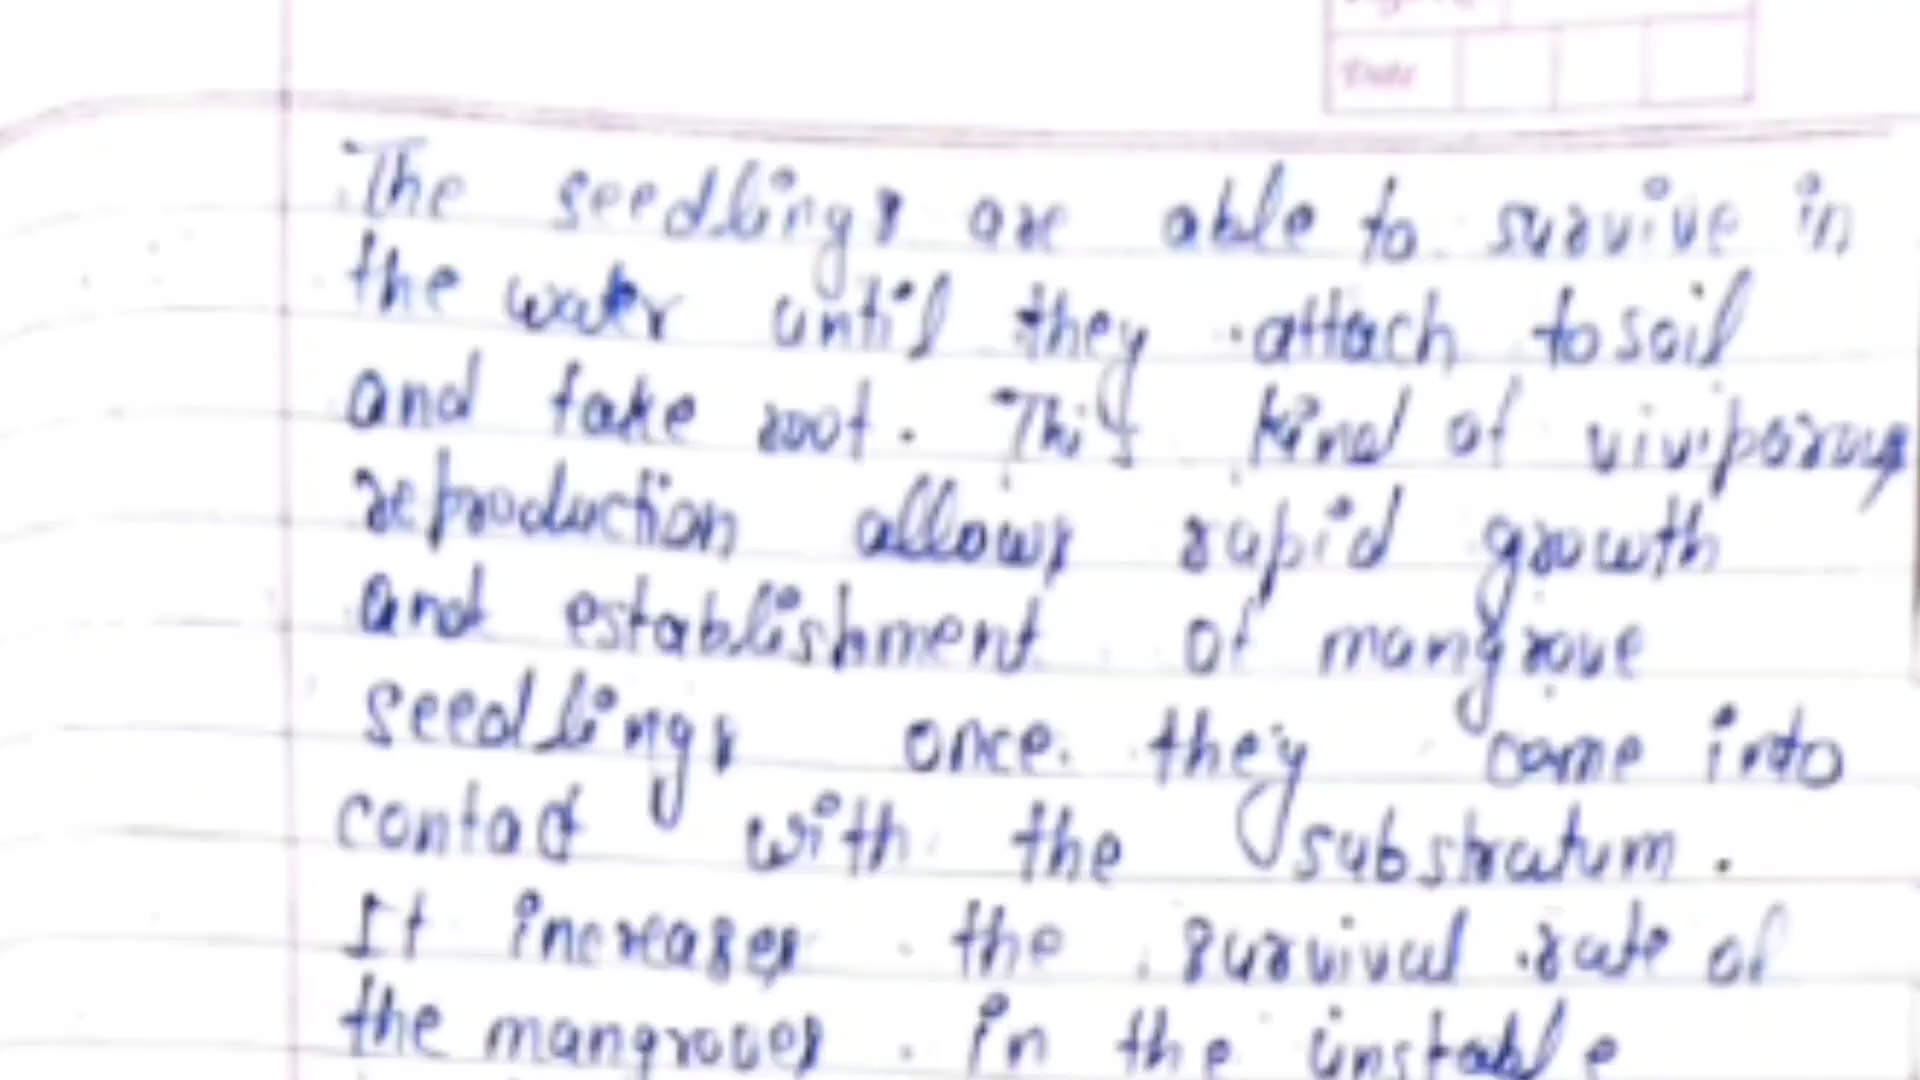 Date
The seedlings are able to survive in
the water until they attach to soil
and take root. This kind of viviparous
reproduction allows rapid growth
and establishment of mangrove
seedlings once they come into
contact with the substratum.
It increases the survival rate of
the mangroves. in the unstable